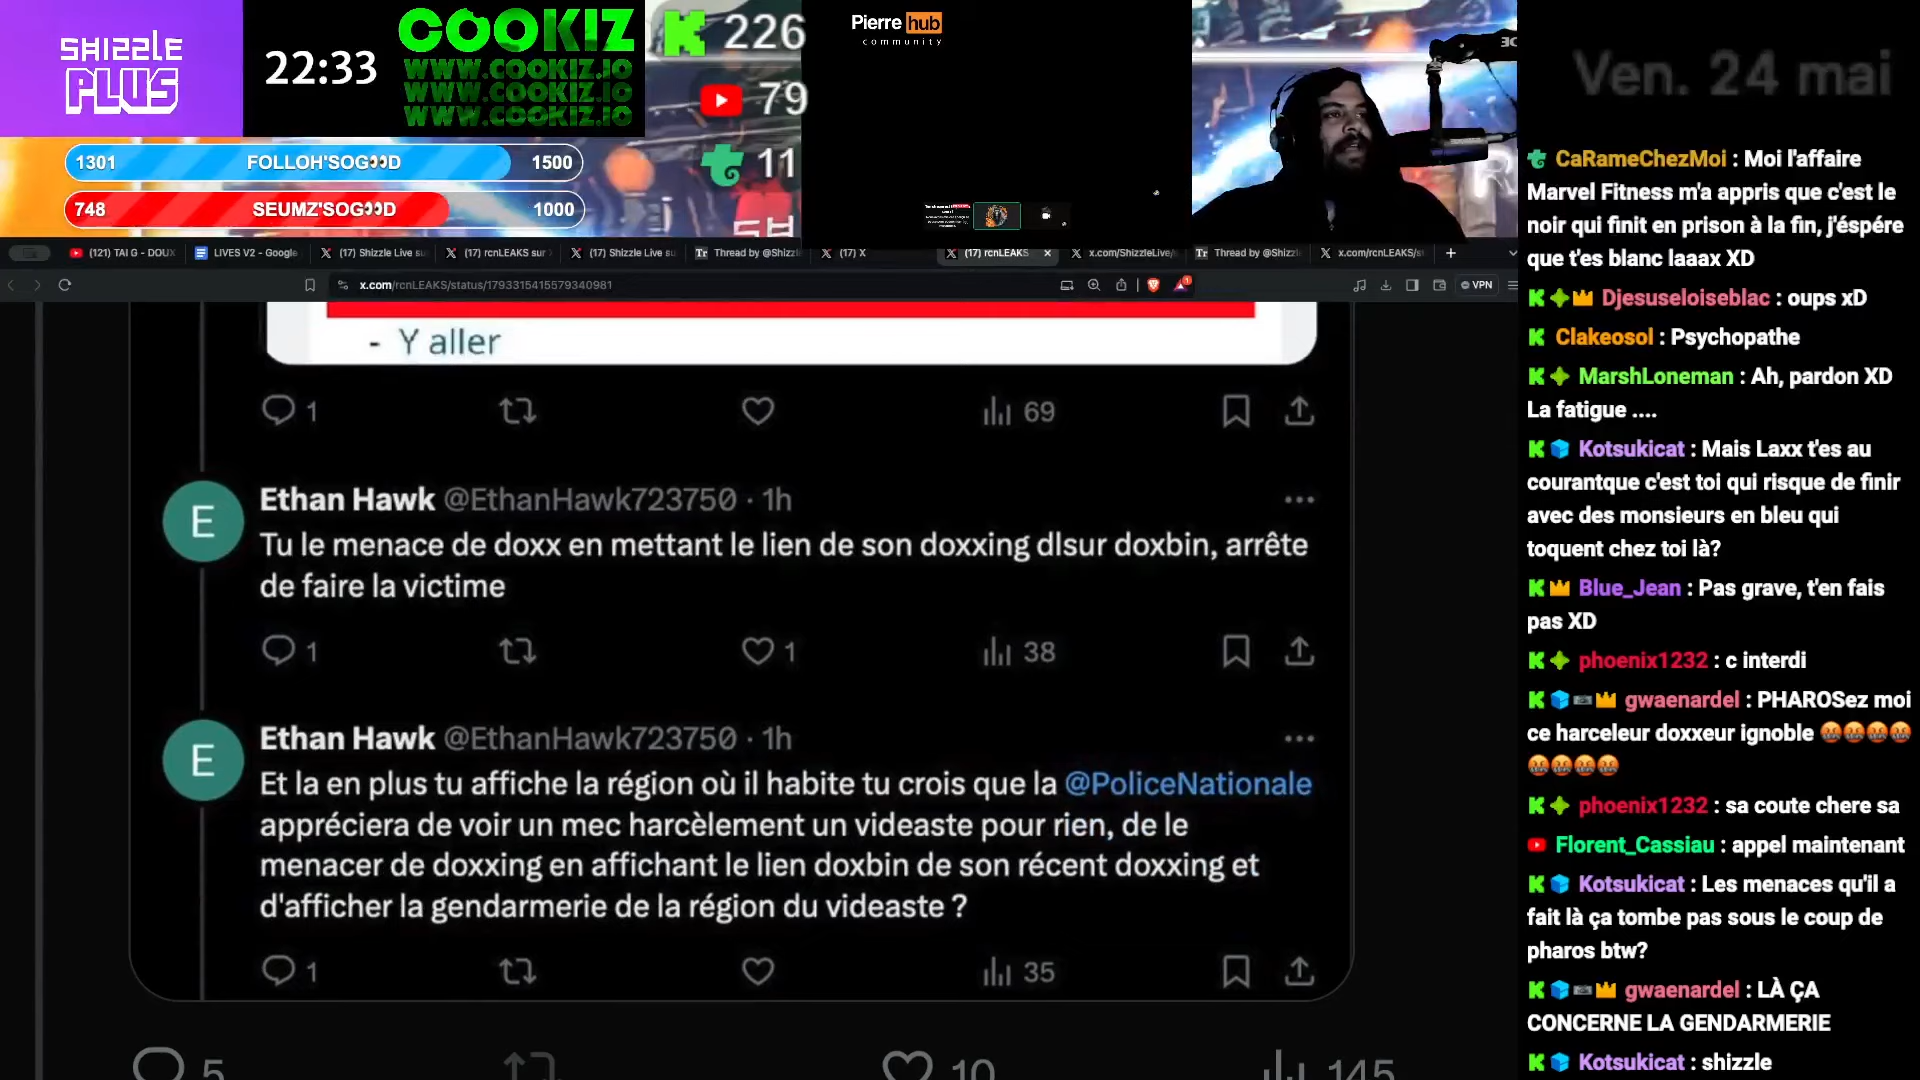 SHIZZLE
PLUS
22:33
COOKIZ
WWW.COOKIZ.IO
WWW.COOKIZ.IO
WWW.COOKIZ.IO
226
79
11
Pierre hub
community
1301 FOLLOH'SOG👀D 1500
748 SEUMZ'SOG👀D 1000
(121) TAI G - DOUX
LIVES V2 - Google
(17) Shizzle Live su
(17) rcnLEAKS sur
(17) Shizzle Live su
Thread by @Shizzl
(17) X
(17) rcnLEAKS
x.com/ShizzleLive/s
Thread by @Shizzl
x.com/rcnLEAKS/st
x.com/rcnLEAKS/status/1793315415579340981
VPN
- Y aller
1
69
Ethan Hawk @EthanHawk723750 · 1h
E
Tu le menace de doxx en mettant le lien de son doxxing dlsur doxbin, arrête
de faire la victime
1
1
38
Ethan Hawk @EthanHawk723750 · 1h
E
Et la en plus tu affiche la région où il habite tu crois que la @PoliceNationale
appréciera de voir un mec harcèlement un videaste pour rien, de le
menacer de doxxing en affichant le lien doxbin de son récent doxxing et
d'afficher la gendarmerie de la région du videaste ?
1
35
5
10
145
Ven. 24 mai
CaRameChezMoi : Moi l'affaire
Marvel Fitness m'a appris que c'est le
noir qui finit en prison à la fin, j'éspére
que t'es blanc laaax XD
Djesuseloiseblac : oups xD
Clakeosol : Psychopathe
MarshLoneman : Ah, pardon XD
La fatigue ....
Kotsukicat : Mais Laxx t'es au
courantque c'est toi qui risque de finir
avec des monsieurs en bleu qui
toquent chez toi là?
Blue_Jean : Pas grave, t'en fais
pas XD
phoenix1232 : c interdi
gwaenardel : PHAROSez moi
ce harceleur doxxeur ignoble 🤬🤬🤬🤬
🤬🤬🤬🤬
phoenix1232 : sa coute chere sa
Florent_Cassiau : appel maintenant
Kotsukicat : Les menaces qu'il a
fait là ça tombe pas sous le coup de
pharos btw?
gwaenardel : LÀ ÇA
CONCERNE LA GENDARMERIE
Kotsukicat : shizzle